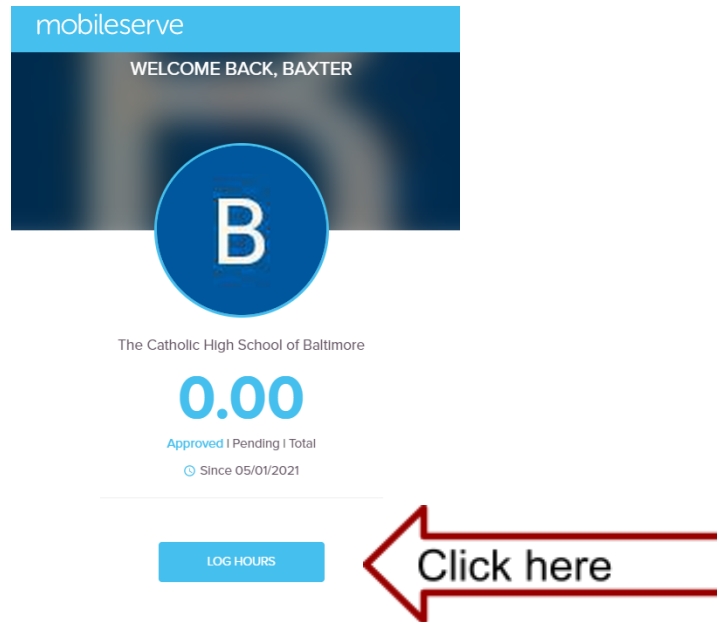 mobileserve
WELCOME BACK, BAXTER
B
The Catholic High School of Baltimore
0.00
Approved | Pending | Total
Since 05/01/2021
LOG HOURS
Click here